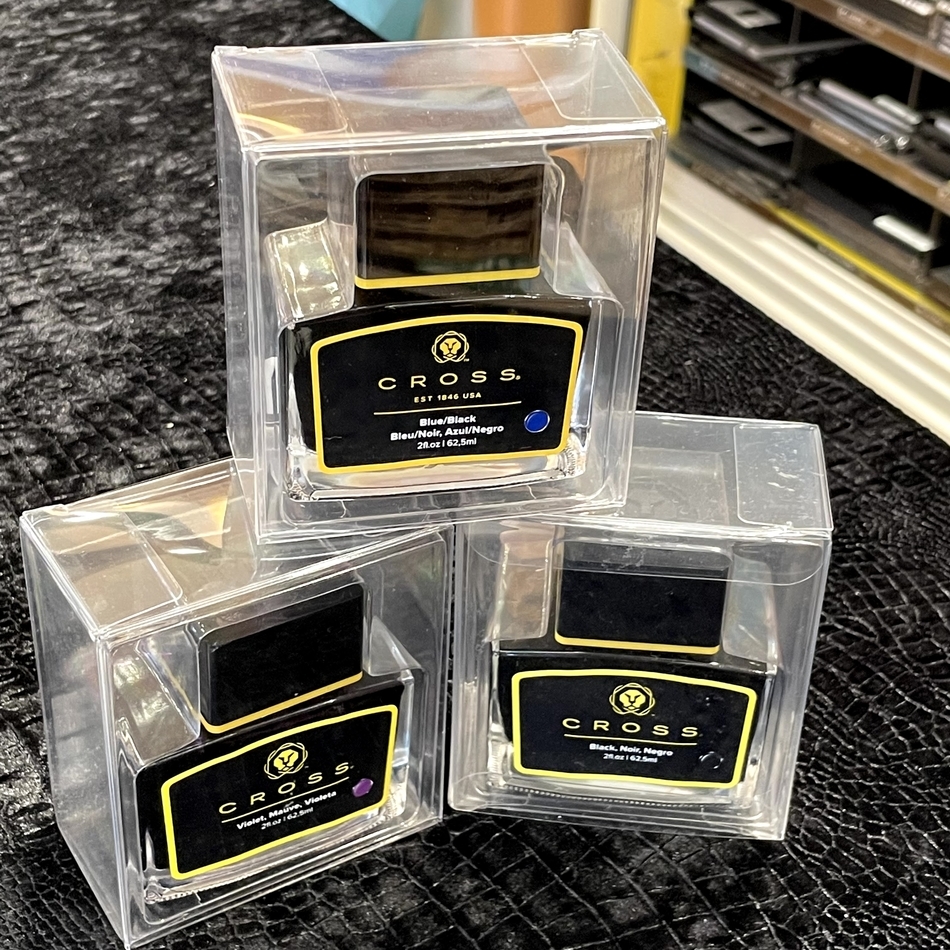 CROSS®
EST 1846 USA
Blue/Black
Bleu/Noir, Azul/Negro
2fl.oz | 62,5ml
CROSS
Violet, Mauve, Violeta
2fl.oz | 62.5ml
CROSS
Black, Noir, Negro
2fl.oz | 62.5ml